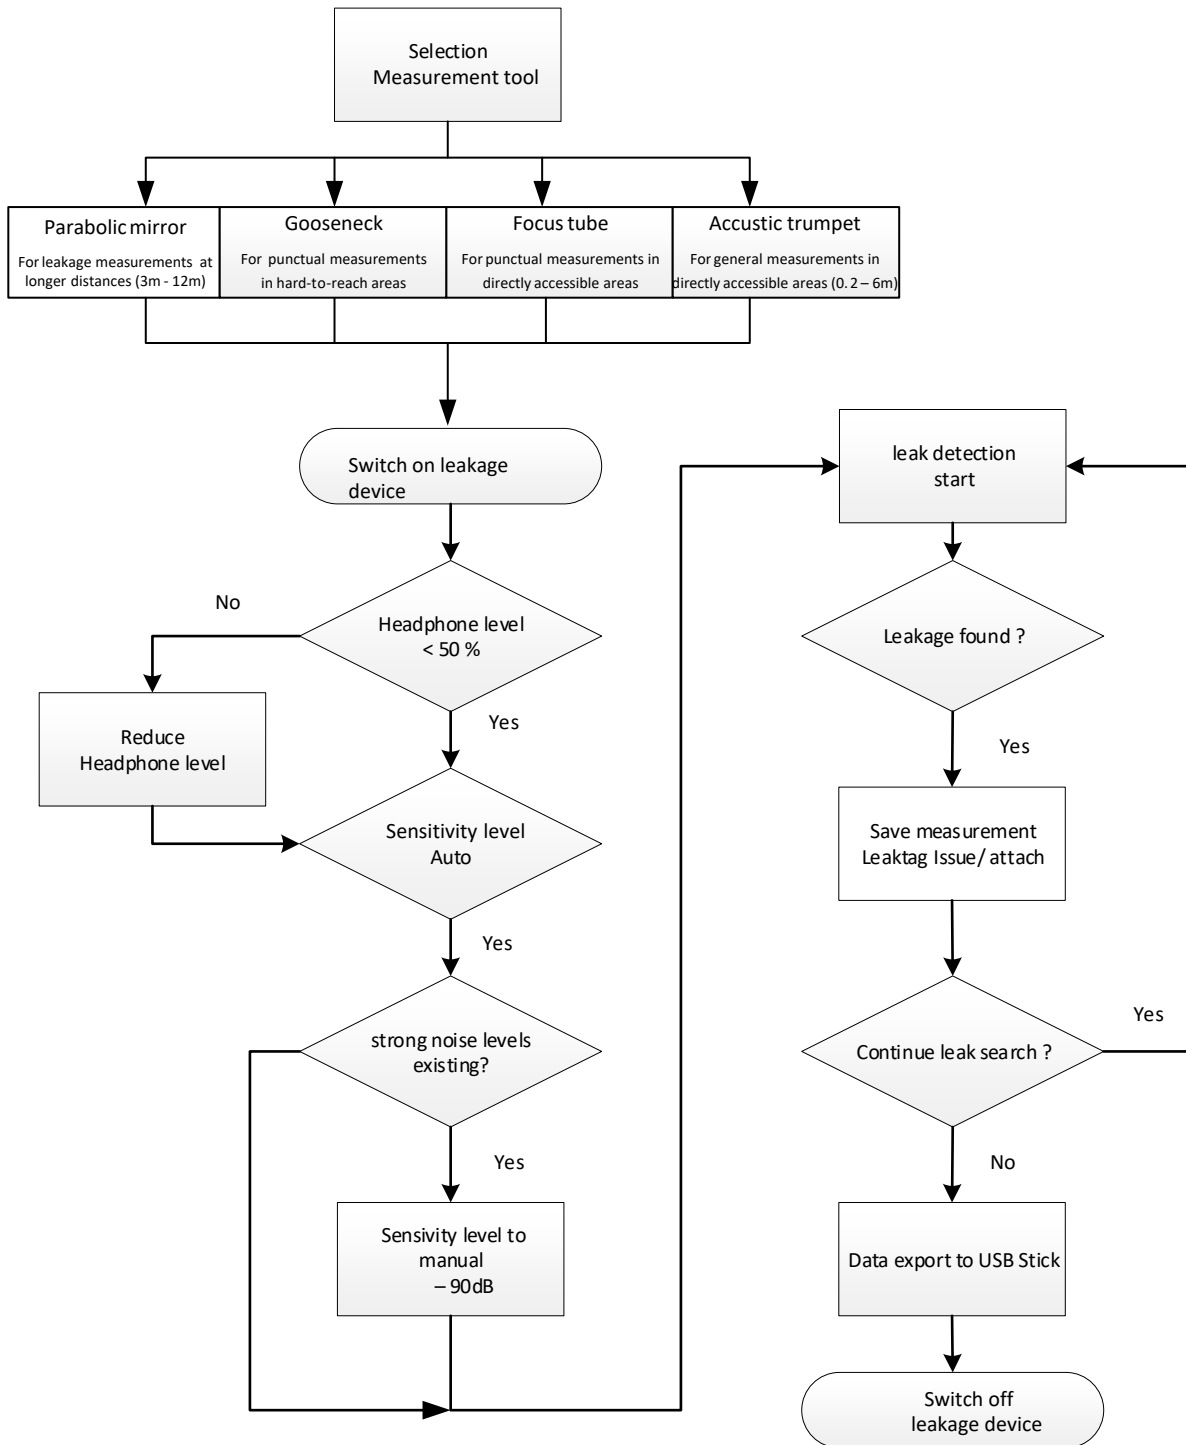 Selection
Measurement tool
Parabolic mirror
For leakage measurements at
longer distances (3m - 12m)
Gooseneck
For punctual measurements
in hard-to-reach areas
Focus tube
For punctual measurements in
directly accessible areas
Accustic trumpet
For general measurements in
directly accessible areas (0.2 – 6m)
Switch on leakage
device
Headphone level
< 50 %
No
Reduce
Headphone level
Yes
Sensitivity level
Auto
Yes
strong noise levels
existing?
Yes
Sensivity level to
manual
– 90dB
leak detection
start
Leakage found ?
Yes
Save measurement
Leaktag Issue/ attach
Continue leak search ?
Yes
No
Data export to USB Stick
Switch off
leakage device